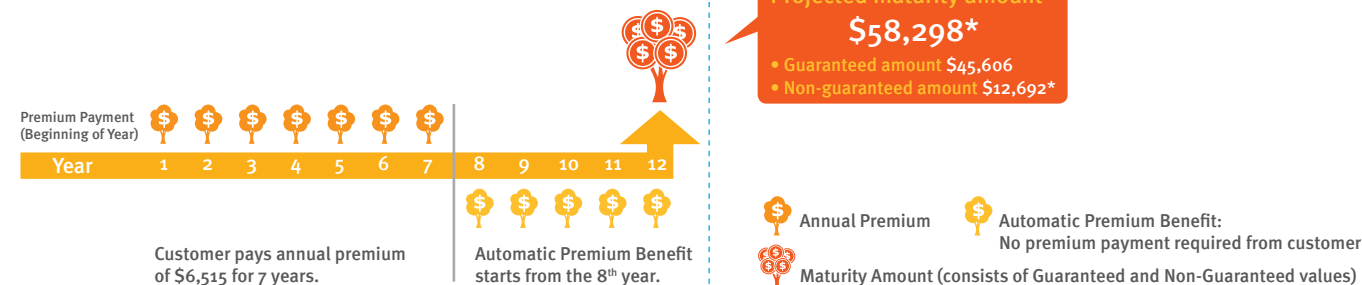 Projected maturity amount
$58,298*
• Guaranteed amount $45,606
• Non-guaranteed amount $12,692*
Premium Payment
(Beginning of Year)
$ $ $ $ $ $ $
$ $ $ $ $
Year 1 2 3 4 5 6 7 8 9 10 11 12
$ $ $ $ $
Customer pays annual premium
of $6,515 for 7 years.
Automatic Premium Benefit
starts from the 8th year.
$ Annual Premium
$ Automatic Premium Benefit:
No premium payment required from customer
$ $ $ $ $ Maturity Amount (consists of Guaranteed and Non-Guaranteed values)